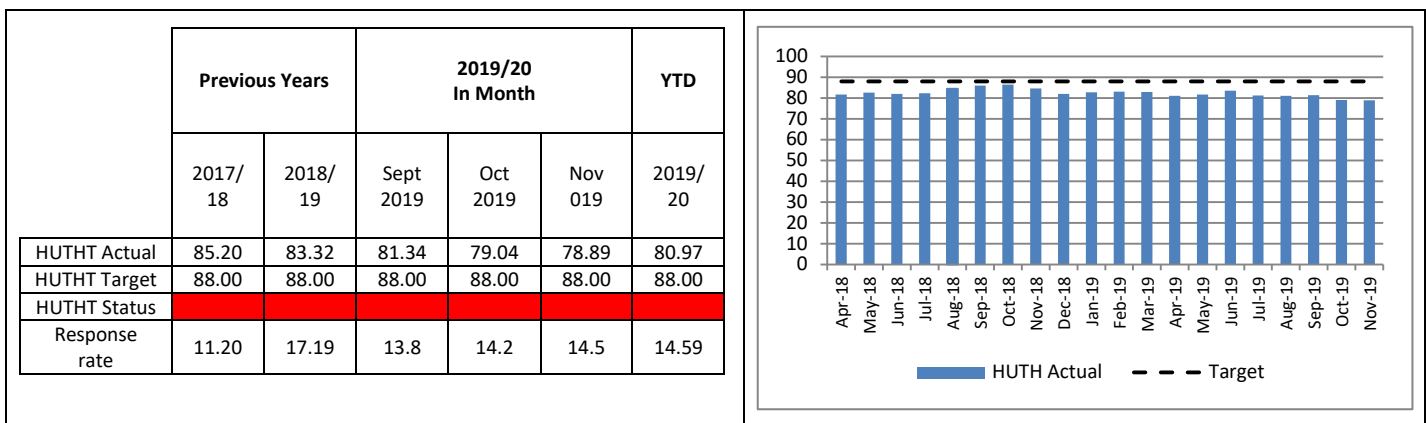 Previous Years
2019/20
In Month
YTD
2017/
18
2018/
19
Sept
2019
Oct
2019
Nov
019
2019/
20
HUTHT Actual 85.20 83.32 81.34 79.04 78.89 80.97
HUTHT Target 88.00 88.00 88.00 88.00 88.00 88.00
HUTHT Status
Response
rate
11.20 17.19 13.8 14.2 14.5 14.59
100
90
80
70
60
50
40
30
20
10
0
Apr-18
May-18
Jun-18
Jul-18
Aug-18
Sep-18
Oct-18
Nov-18
Dec-18
Jan-19
Feb-19
Mar-19
Apr-19
May-19
Jun-19
Jul-19
Aug-19
Sep-19
Oct-19
Nov-19
HUTH Actual
Target